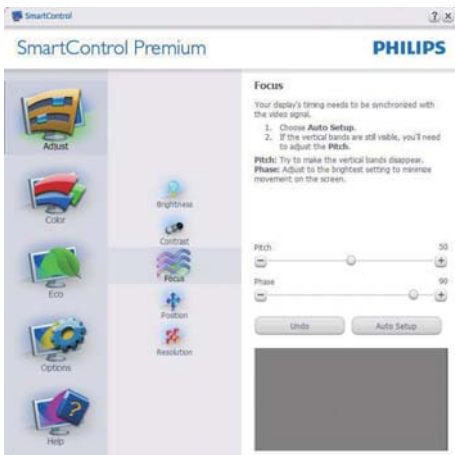 SmartControl
SmartControl Premium
PHILIPS
Adjust
Color
Eco
Options
Help
Brightness
Contrast
Focus
Position
Resolution
Focus
Your display's timing needs to be synchronized with
the video signal.
1. Choose Auto Setup.
2. If the vertical bands are still visible, you'll need
to adjust the Pitch.
Pitch: Try to make the vertical bands disappear.
Phase: Adjust to the brightest setting to minimize
movement on the screen.
Pitch 50
Phase 90
Undo
Auto Setup